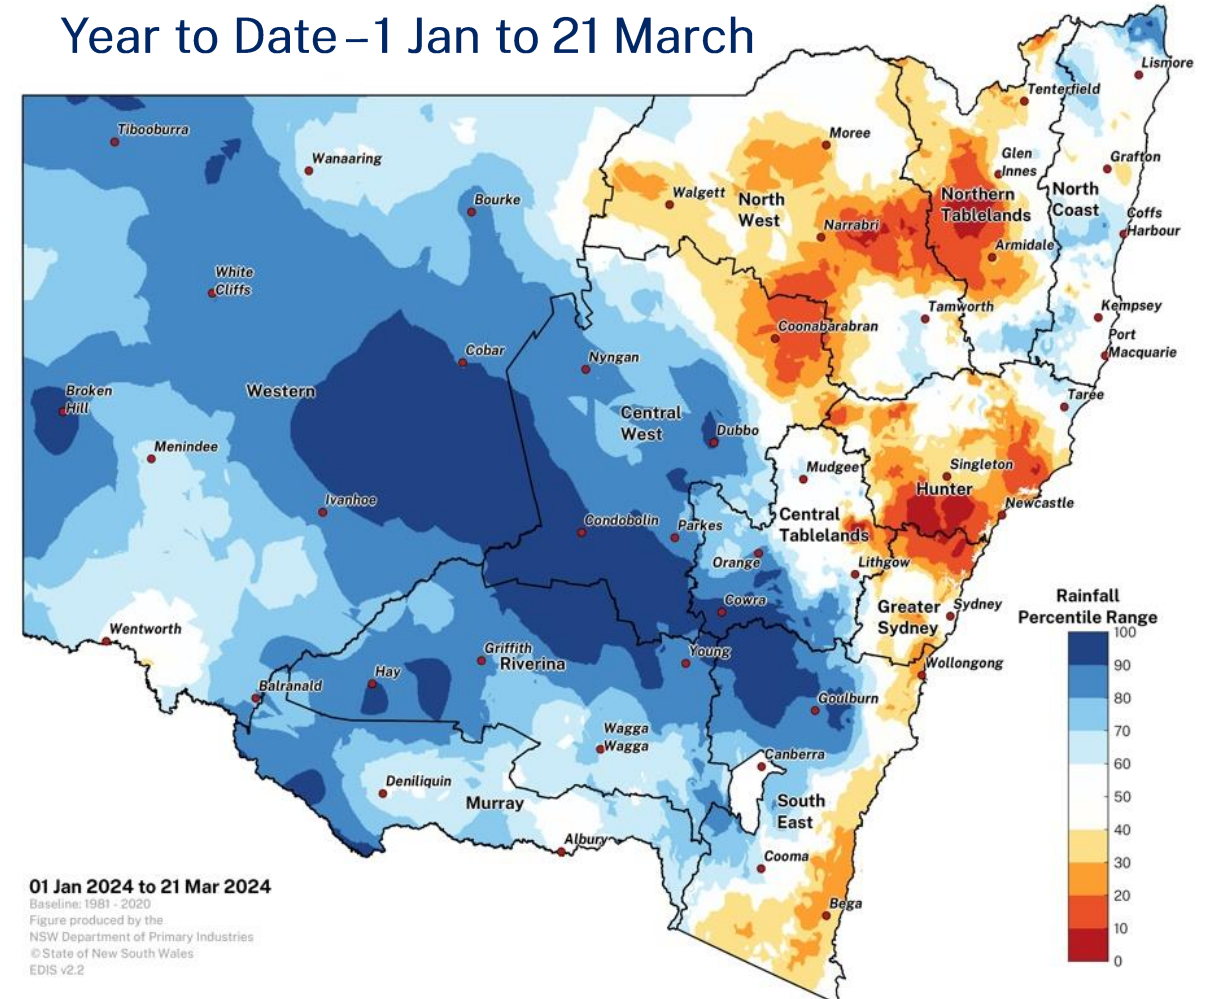 Year to Date –1 Jan to 21 March
Lismore
Tenterfield
Tibooburra
Moree
Wanaaring
Glen
Innes
Grafton
Walgett
North
West
Northern
Tablelands
North
Coast
Bourke
Narrabri
Coffs
Harbour
Armidale
White
Cliffs
Tamworth
Kempsey
Coonabarabran
Port
Macquarie
Cobar
Nyngan
Broken
Hill
Western
Taree
Central
West
Dubbo
Menindee
Mudgee
Singleton
Hunter
Ivanhoe
Newcastle
Condobolin
Parkes
Central
Tablelands
Orange
Lithgow
Cowra
Greater
Sydney
Sydney
Wentworth
Griffith
Riverina
Young
Wollongong
Hay
Balranald
Goulburn
Wagga
Wagga
Canberra
Deniliquin
Murray
South
East
Albury
Cooma
Bega
Rainfall
Percentile Range
100
90
80
70
60
50
40
30
20
10
0
01 Jan 2024 to 21 Mar 2024
Baseline: 1981 - 2020
Figure produced by the
NSW Department of Primary Industries
© State of New South Wales
EDIS v2.2